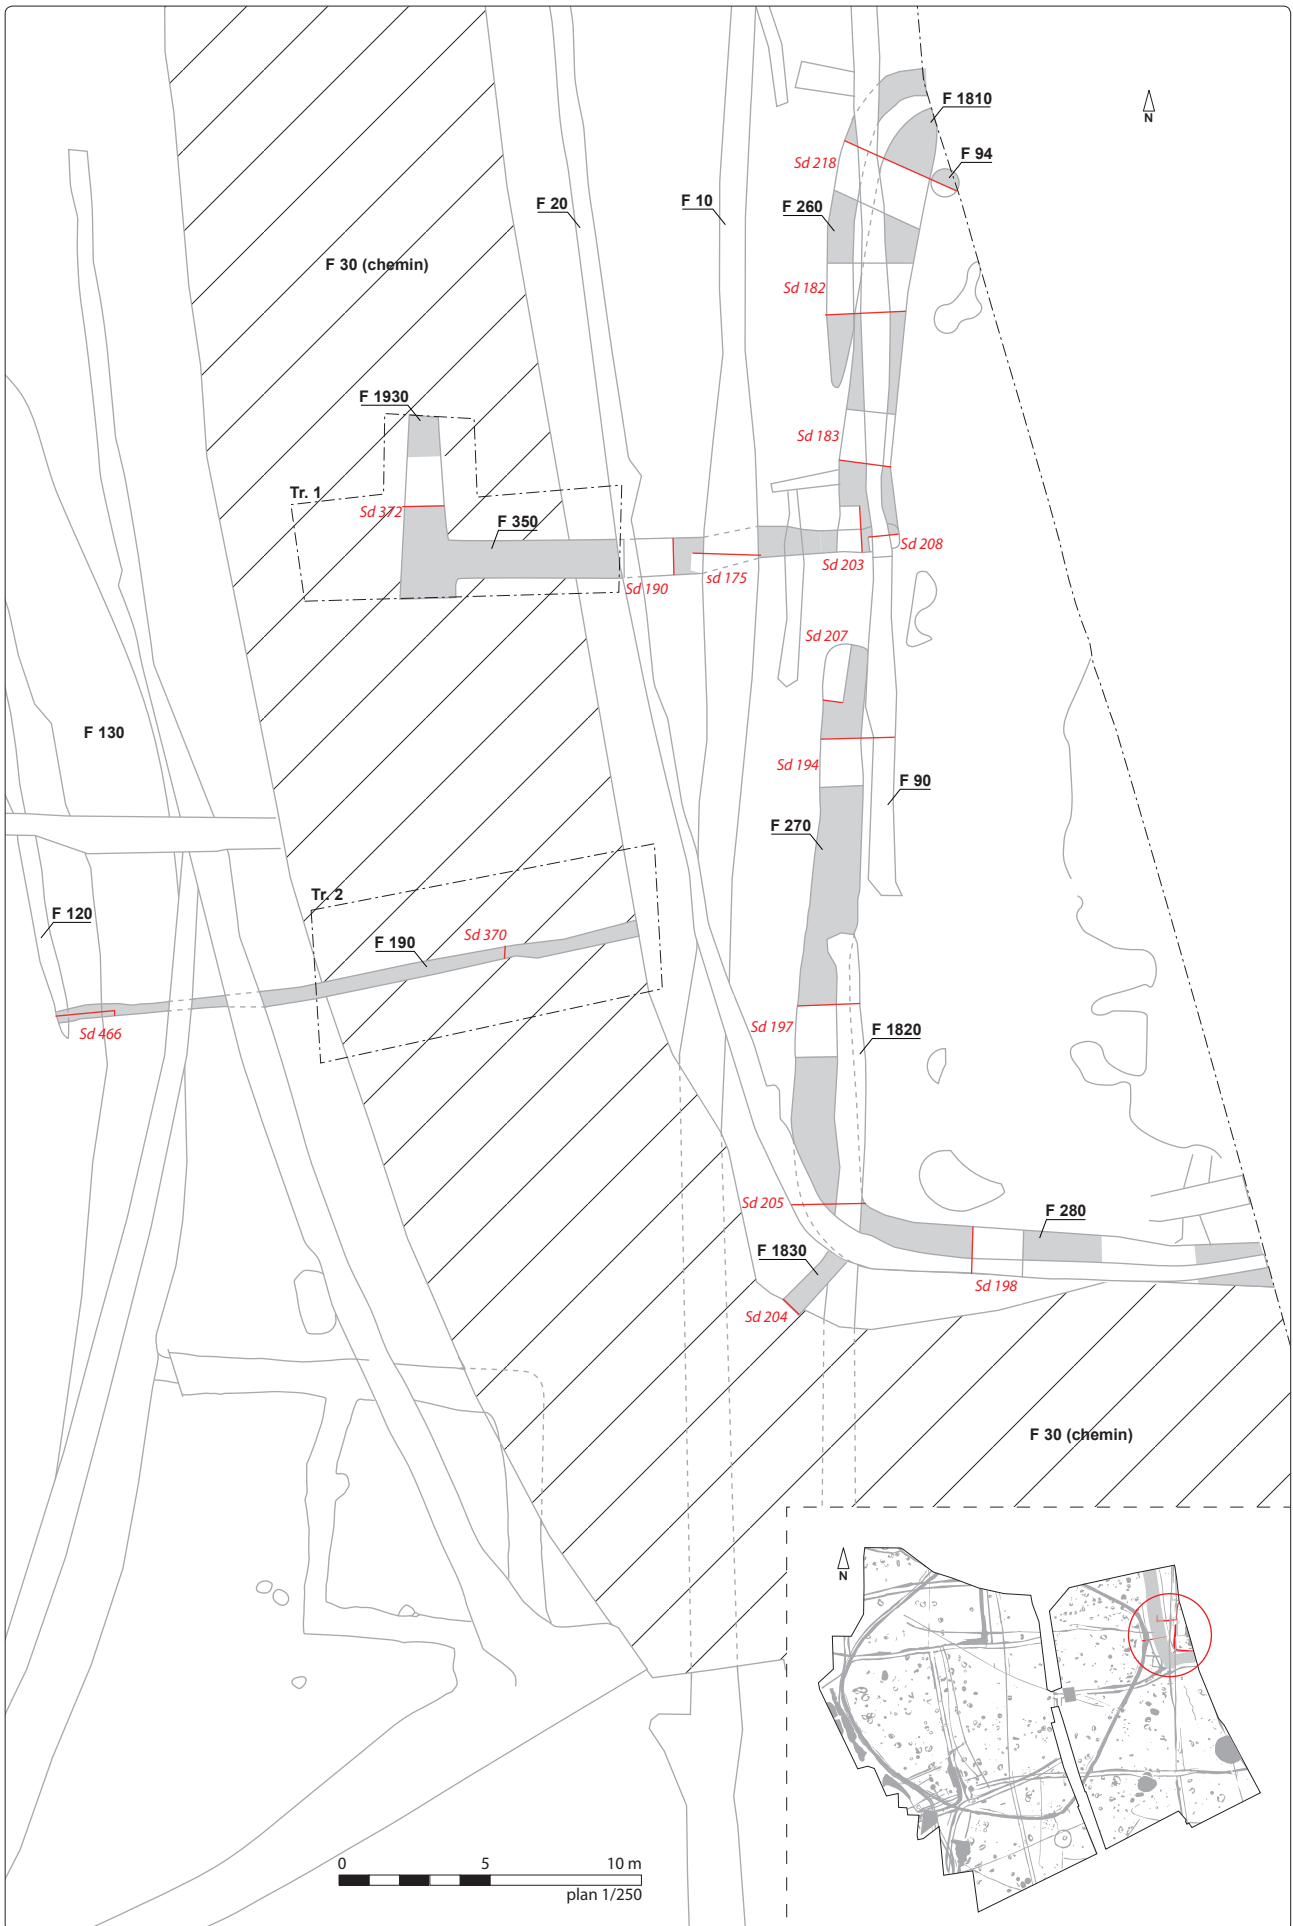 F 1810
N
F 94
Sd 218
F 20
F 10
F 260
F 30 (chemin)
Sd 182
F 1930
Sd 183
Tr. 1
Sd 372
F 350
Sd 208
Sd 203
sd 175
Sd 190
Sd 207
F 130
Sd 194
F 90
F 270
Tr. 2
F 120
Sd 370
F 190
Sd 466
Sd 197
F 1820
Sd 205
F 280
F 1830
Sd 198
Sd 204
F 30 (chemin)
N
0 5 10 m
plan 1/250